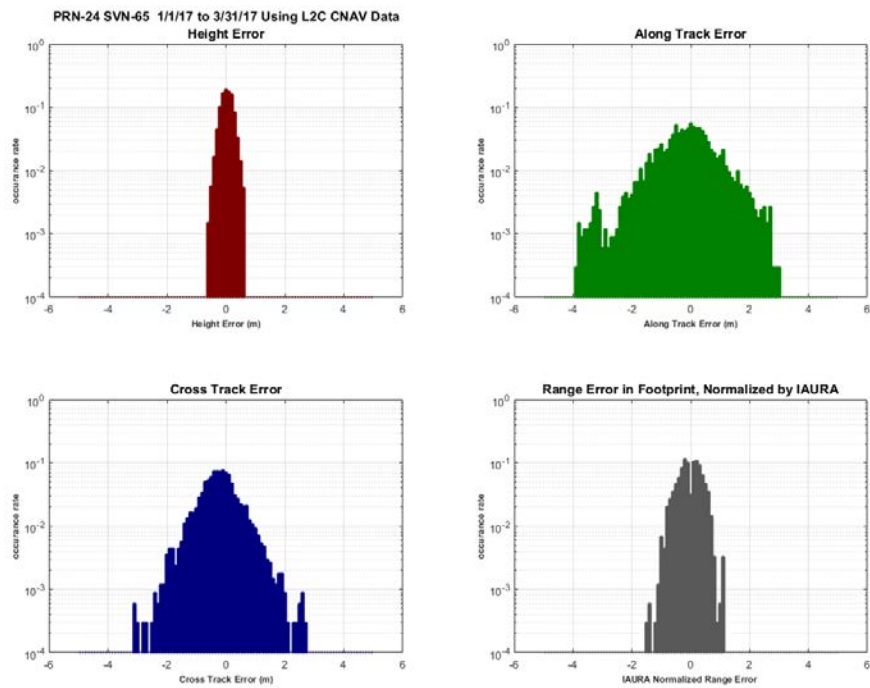 PRN-24 SVN-65 1/1/17 to 3/31/17 Using L2C CNAV Data
Height Error
10^0
10^-1
10^-2
10^-3
10^-4
occurance rate
-6 -4 -2 0 2 4 6
Height Error (m)
Along Track Error
10^0
10^-1
10^-2
10^-3
10^-4
occurance rate
-6 -4 -2 0 2 4 6
Along Track Error (m)
Cross Track Error
10^0
10^-1
10^-2
10^-3
10^-4
occurance rate
-6 -4 -2 0 2 4 6
Cross Track Error (m)
Range Error in Footprint, Normalized by IAURA
10^0
10^-1
10^-2
10^-3
10^-4
occurance rate
-6 -4 -2 0 2 4 6
IAURA Normalized Range Error